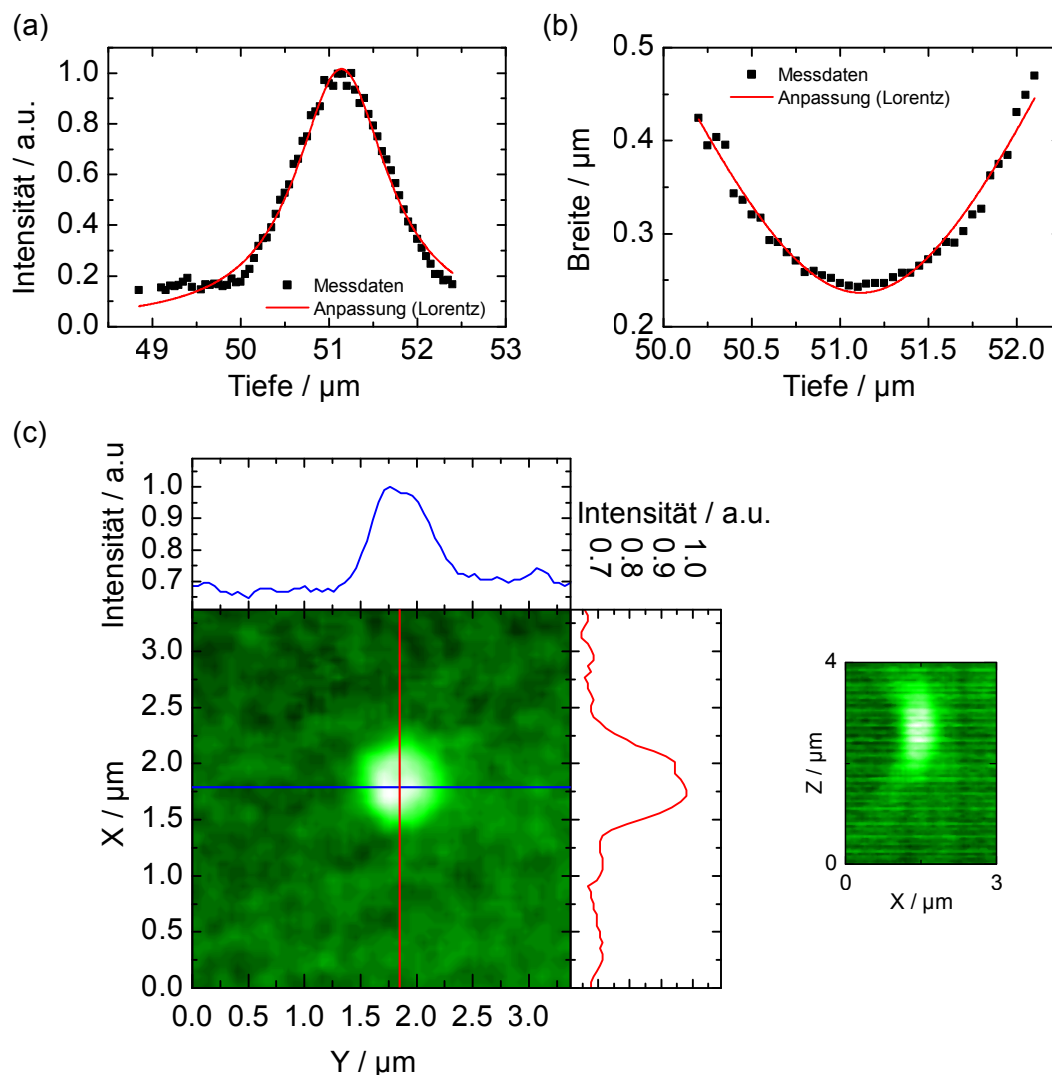 (a)
Intensität / a.u.
1.0
0.8
0.6
0.4
0.2
0.0
Messdaten
Anpassung (Lorentz)
49 50 51 52 53
Tiefe / µm
(b)
Breite / µm
0.5
0.4
0.3
0.2
Messdaten
Anpassung (Lorentz)
50.0 50.5 51.0 51.5 52.0
Tiefe / µm
(c)
Intensität / a.u
1.0
0.9
0.8
0.7
Intensität / a.u.
0.7
0.8
0.9
1.0
X / µm
3.0
2.5
2.0
1.5
1.0
0.5
0.0
0.0 0.5 1.0 1.5 2.0 2.5 3.0
Y / µm
4
Z / µm
0
0 3
X / µm